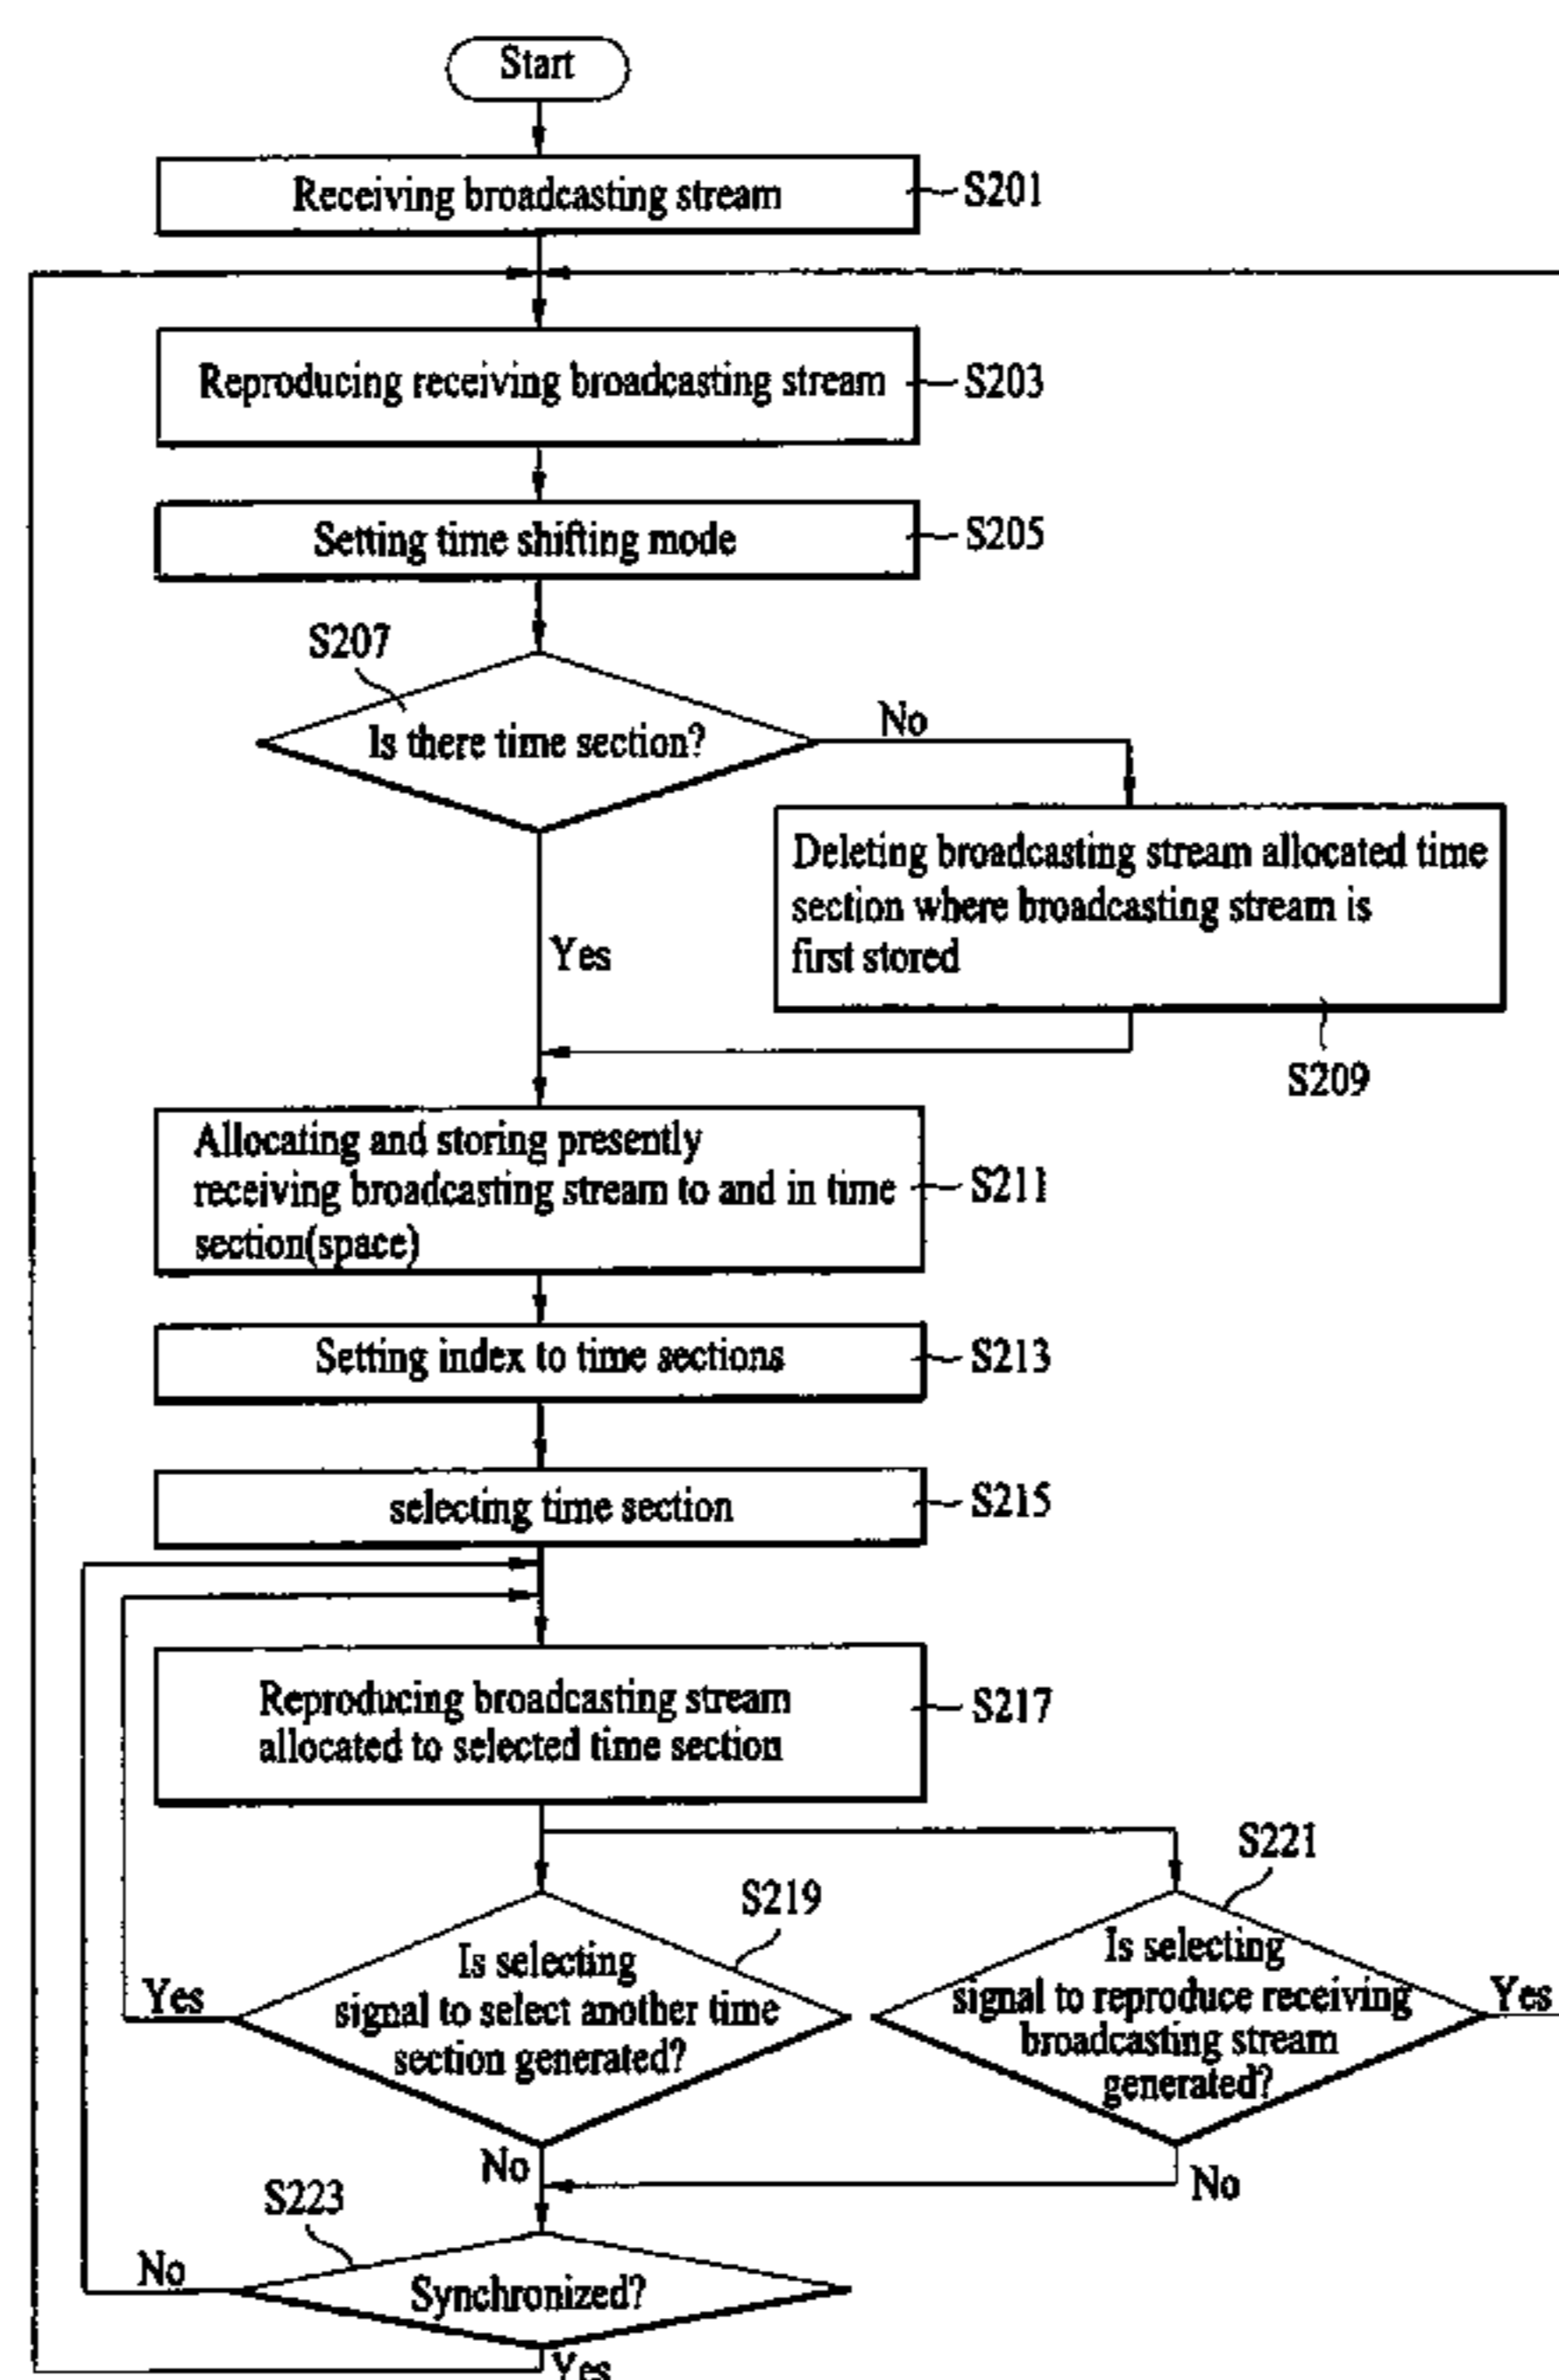 Start
Receiving broadcasting stream
S201
Reproducing receiving broadcasting stream
S203
Setting time shifting mode
S205
S207
Is there time section?
No
Deleting broadcasting stream allocated time
section where broadcasting stream is
first stored
Yes
S209
Allocating and storing presently
receiving broadcasting stream to and in time
section(space)
S211
Setting index to time sections
S213
selecting time section
S215
Reproducing broadcasting stream
allocated to selected time section
S217
S219
Is selecting
signal to select another time
section generated?
Yes
S221
Is selecting
signal to reproduce receiving
broadcasting stream
generated?
Yes
No
No
S223
Synchronized?
No
Yes